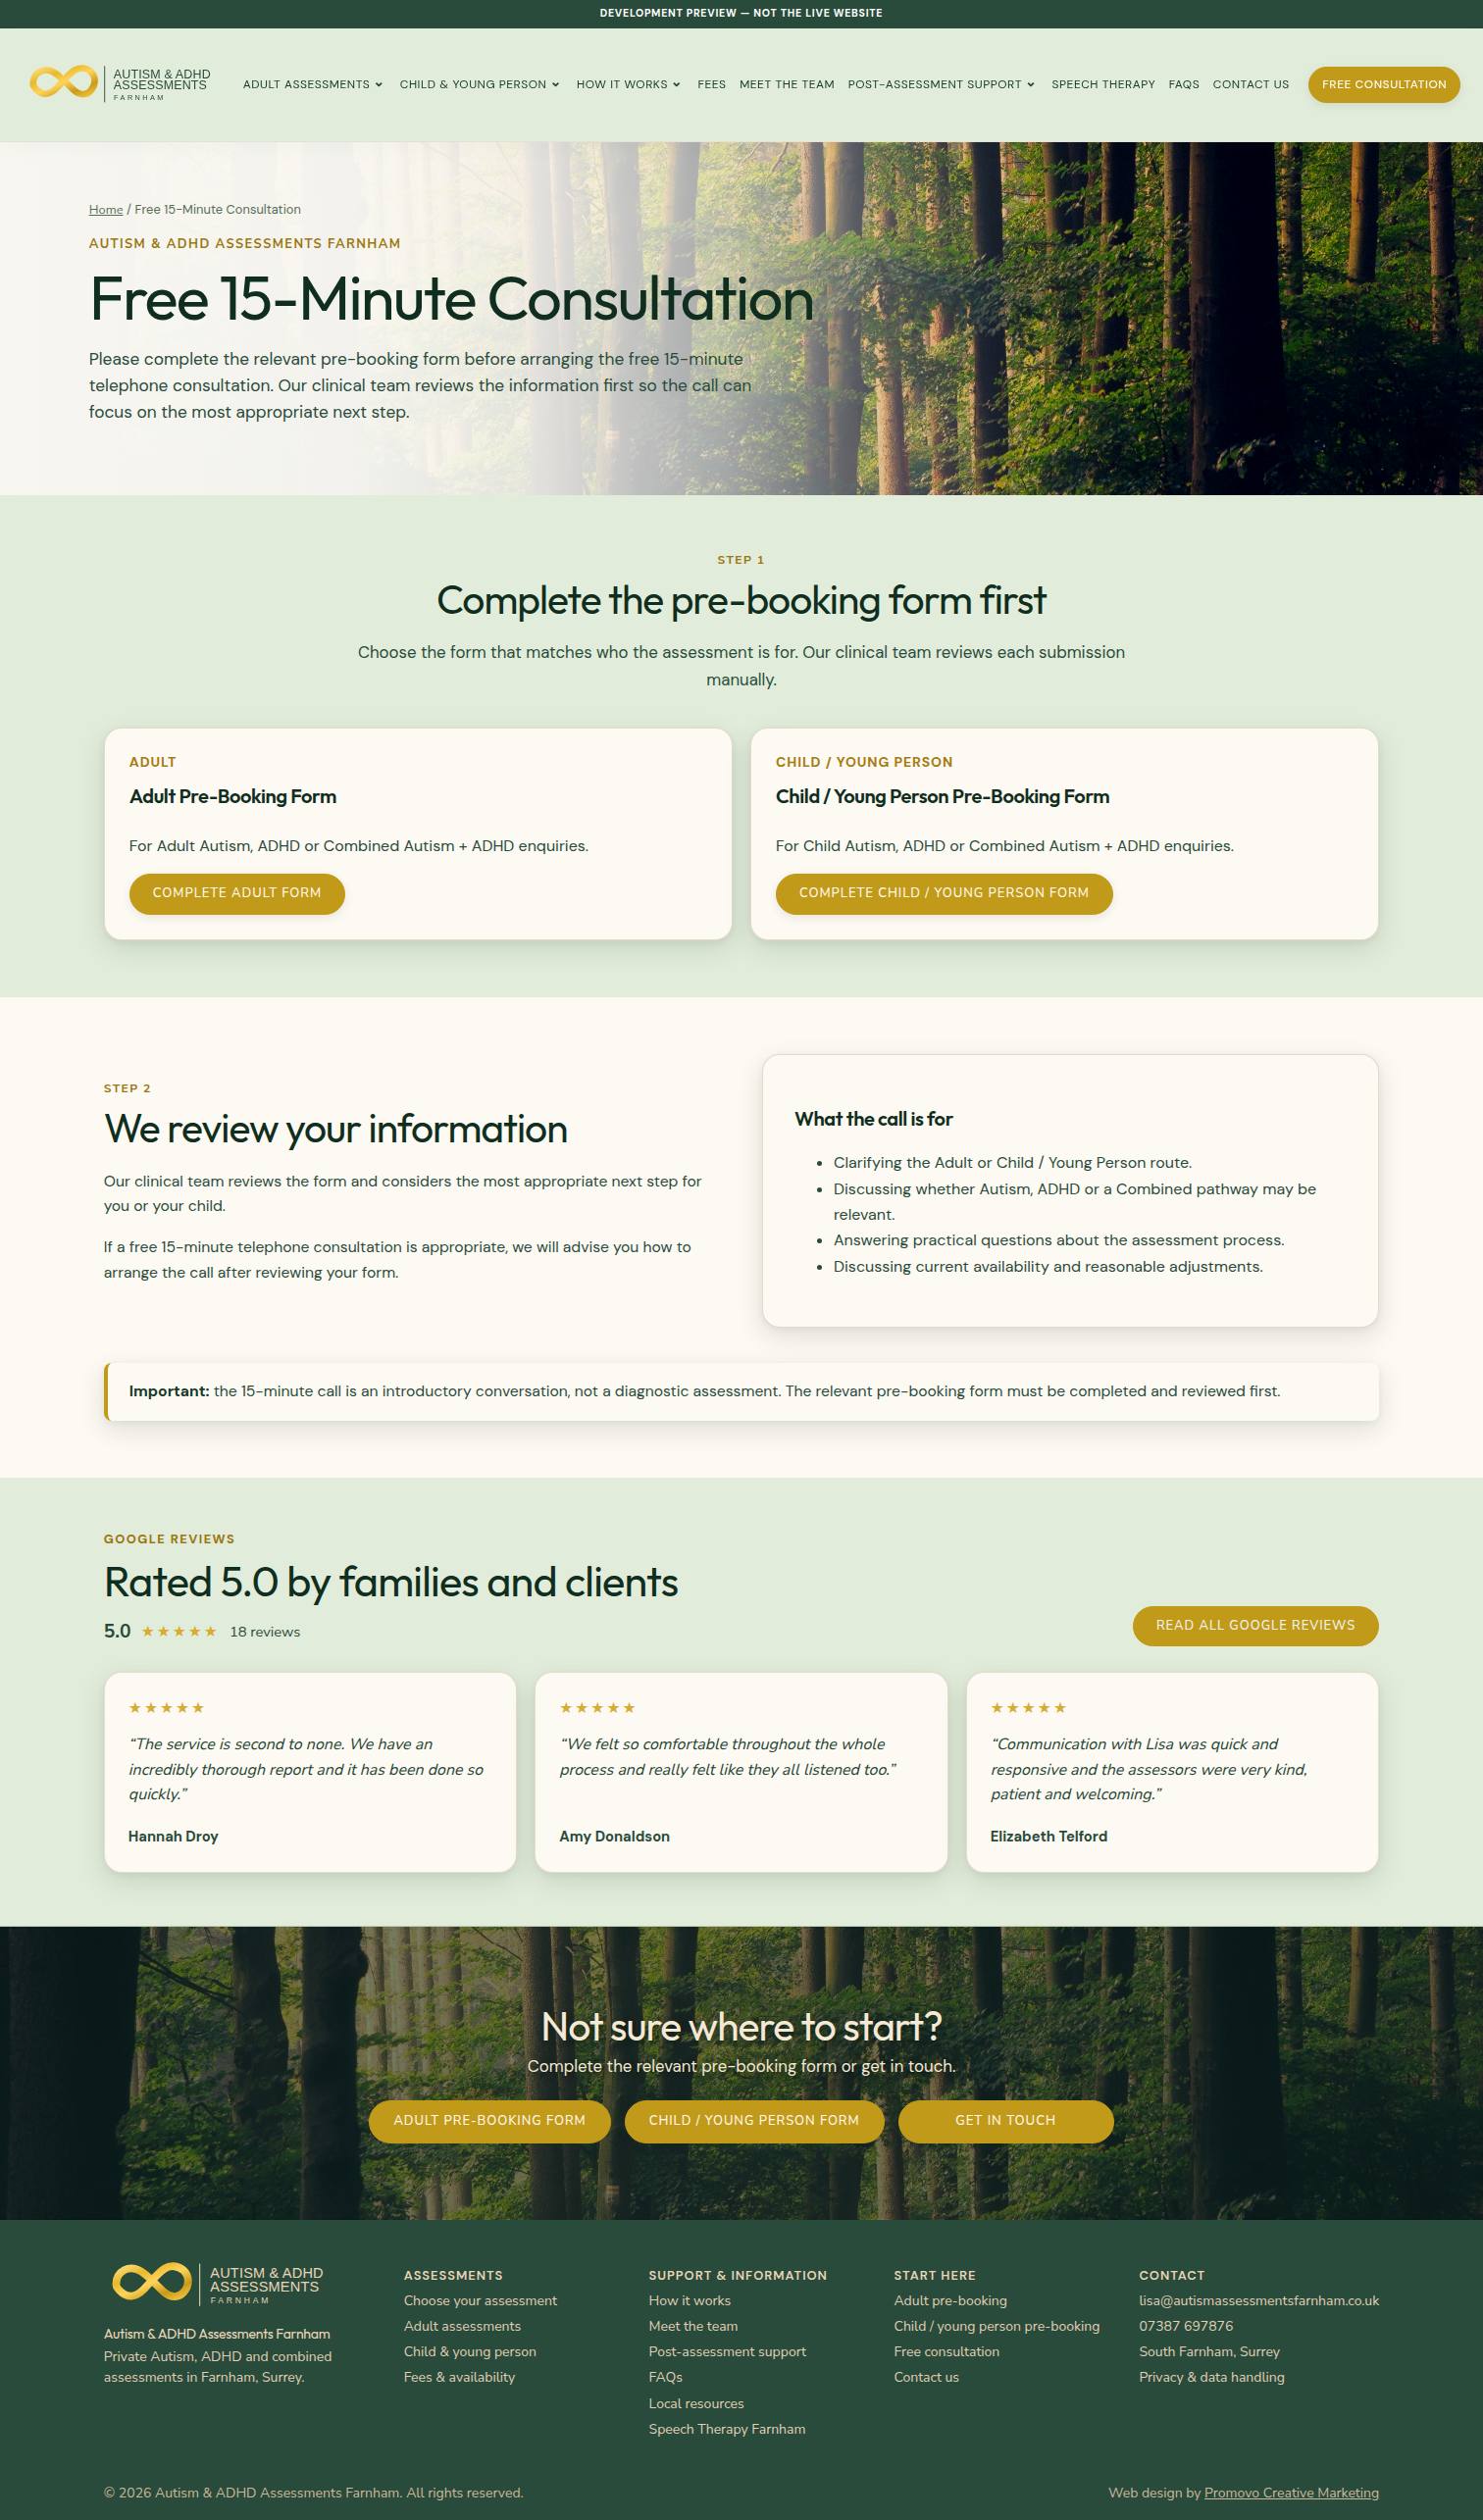 DEVELOPMENT PREVIEW — NOT THE LIVE WEBSITE
AUTISM & ADHD
ASSESSMENTS
FARNHAM
ADULT ASSESSMENTS
CHILD & YOUNG PERSON
HOW IT WORKS
FEES
MEET THE TEAM
POST-ASSESSMENT SUPPORT
SPEECH THERAPY
FAQS
CONTACT US
FREE CONSULTATION
Home / Free 15-Minute Consultation
AUTISM & ADHD ASSESSMENTS FARNHAM
Free 15-Minute Consultation
Please complete the relevant pre-booking form before arranging the free 15-minute
telephone consultation. Our clinical team reviews the information first so the call can
focus on the most appropriate next step.
STEP 1
Complete the pre-booking form first
Choose the form that matches who the assessment is for. Our clinical team reviews each submission
manually.
ADULT
Adult Pre-Booking Form
For Adult Autism, ADHD or Combined Autism + ADHD enquiries.
COMPLETE ADULT FORM
CHILD / YOUNG PERSON
Child / Young Person Pre-Booking Form
For Child Autism, ADHD or Combined Autism + ADHD enquiries.
COMPLETE CHILD / YOUNG PERSON FORM
STEP 2
We review your information
Our clinical team reviews the form and considers the most appropriate next step for
you or your child.
If a free 15-minute telephone consultation is appropriate, we will advise you how to
arrange the call after reviewing your form.
What the call is for
• Clarifying the Adult or Child / Young Person route.
• Discussing whether Autism, ADHD or a Combined pathway may be
relevant.
• Answering practical questions about the assessment process.
• Discussing current availability and reasonable adjustments.
Important: the 15-minute call is an introductory conversation, not a diagnostic assessment. The relevant pre-booking form must be completed and reviewed first.
GOOGLE REVIEWS
Rated 5.0 by families and clients
5.0 ★★★★★ 18 reviews
READ ALL GOOGLE REVIEWS
★★★★★
“The service is second to none. We have an
incredibly thorough report and it has been done so
quickly.”
Hannah Droy
★★★★★
“We felt so comfortable throughout the whole
process and really felt like they all listened too.”
Amy Donaldson
★★★★★
“Communication with Lisa was quick and
responsive and the assessors were very kind,
patient and welcoming.”
Elizabeth Telford
Not sure where to start?
Complete the relevant pre-booking form or get in touch.
ADULT PRE-BOOKING FORM
CHILD / YOUNG PERSON FORM
GET IN TOUCH
AUTISM & ADHD
ASSESSMENTS
FARNHAM
Autism & ADHD Assessments Farnham
Private Autism, ADHD and combined
assessments in Farnham, Surrey.
ASSESSMENTS
Choose your assessment
Adult assessments
Child & young person
Fees & availability
SUPPORT & INFORMATION
How it works
Meet the team
Post-assessment support
FAQs
Local resources
Speech Therapy Farnham
START HERE
Adult pre-booking
Child / young person pre-booking
Free consultation
Contact us
CONTACT
lisa@autismassessmentsfarnham.co.uk
07387 697876
South Farnham, Surrey
Privacy & data handling
© 2026 Autism & ADHD Assessments Farnham. All rights reserved.
Web design by Promovo Creative Marketing